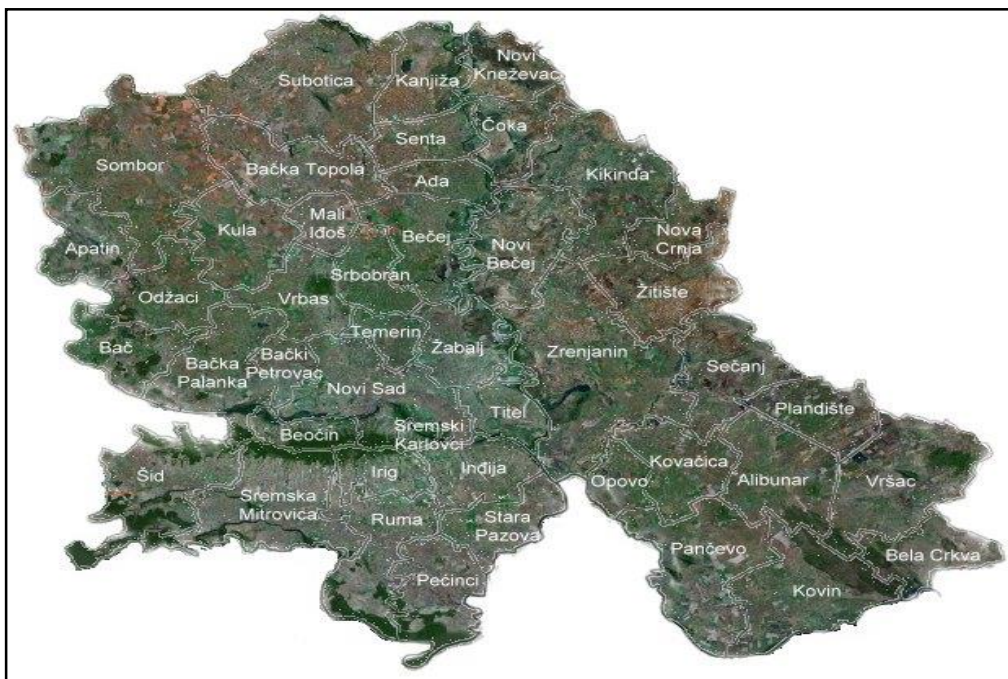 Novi
Kneževac
Subotica
Kanjiža
Čoka
Senta
Sombor
Bačka Topola
Ada
Kikinda
Mali
Iđoš
Kula
Bečej
Nova
Crnja
Apatin
Novi
Bečej
Srbobran
Odžaci
Vrbas
Žitište
Temerin
Bač
Bačka
Palanka
Bački
Petrovac
Žabalj
Zrenjanin
Sečanj
Novi Sad
Titel
Plandište
Beočin
Sremski
Karlovci
Šid
Irig
Inđija
Kovačica
Opovo
Alibunar
Vršac
Sremska
Mitrovica
Ruma
Stara
Pazova
Pančevo
Bela Crkva
Pećinci
Kovin